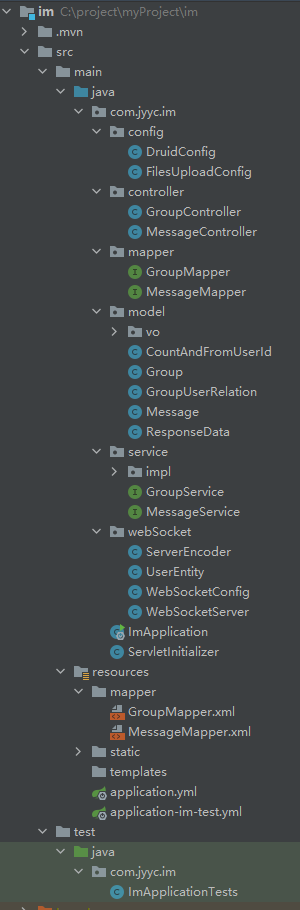 im C:\project\myProject\im
.mvn
src
main
java
com.jyyc.im
config
DruidConfig
FilesUploadConfig
controller
GroupController
MessageController
mapper
GroupMapper
MessageMapper
model
vo
CountAndFromUserId
Group
GroupUserRelation
Message
ResponseData
service
impl
GroupService
MessageService
webSocket
ServerEncoder
UserEntity
WebSocketConfig
WebSocketServer
ImApplication
ServletInitializer
resources
mapper
GroupMapper.xml
MessageMapper.xml
static
templates
application.yml
application-im-test.yml
test
java
com.jyyc.im
ImApplicationTests